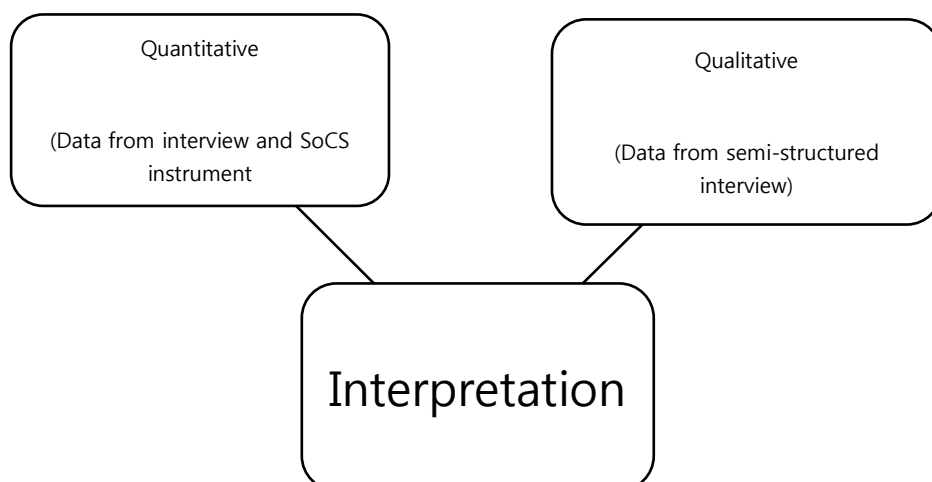 Quantitative
(Data from interview and SoCS
instrument
Qualitative
(Data from semi-structured
interview)
Interpretation